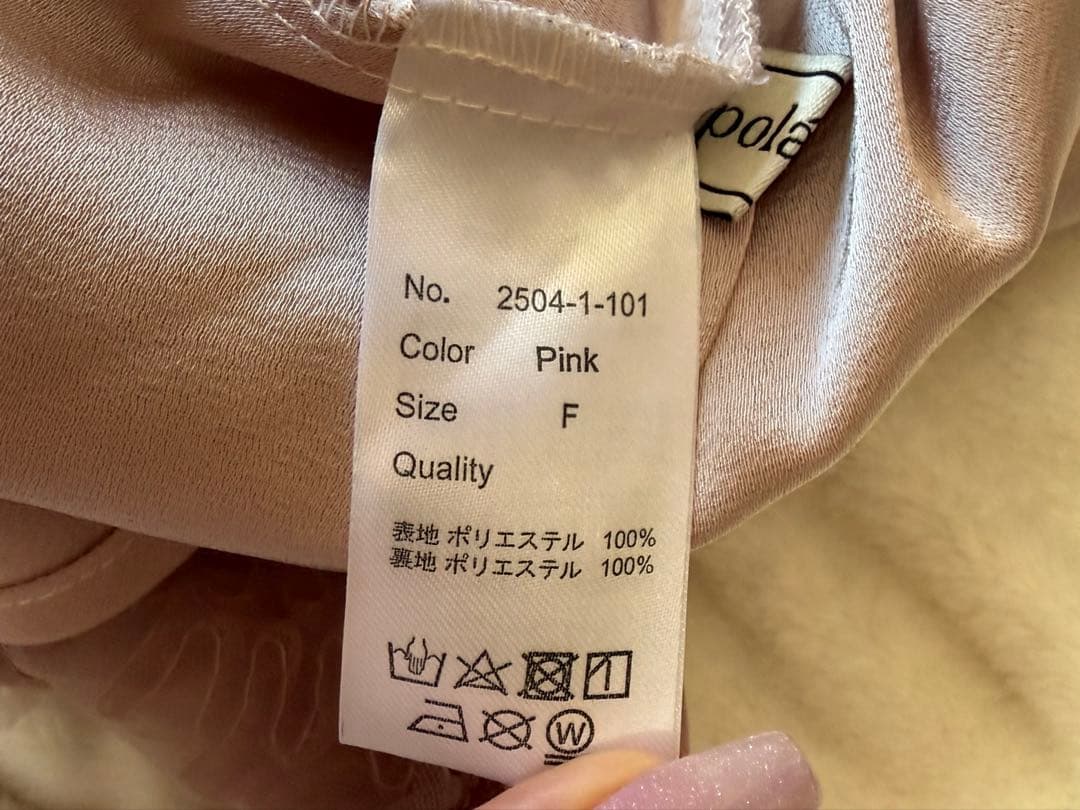 pola
No. 2504-1-101
Color Pink
Size F
Quality
表地 ポリエステル 100%
裏地 ポリエステル 100%
W